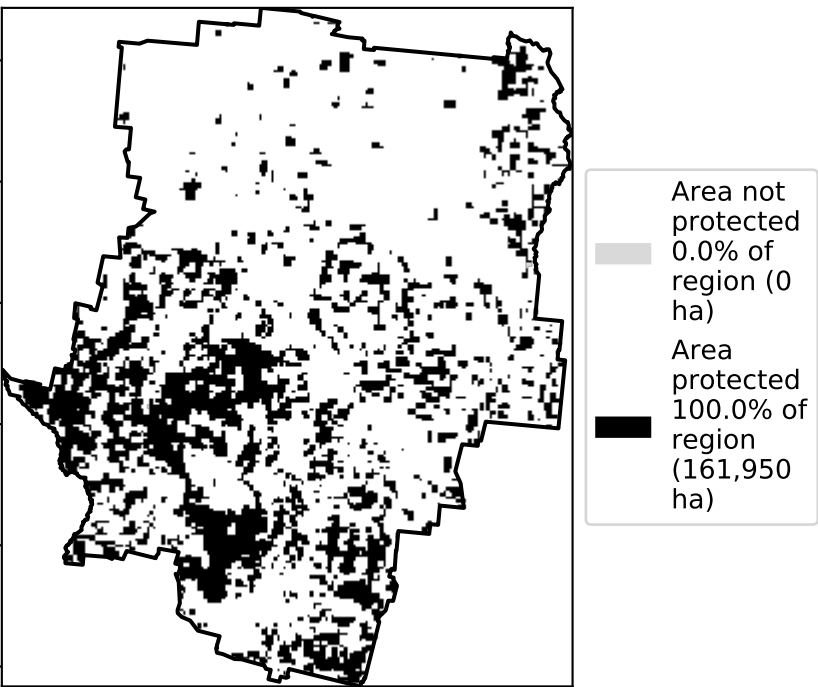 Area not
protected
0.0% of
region (0
ha)
Area
protected
100.0% of
region
(161,950
ha)